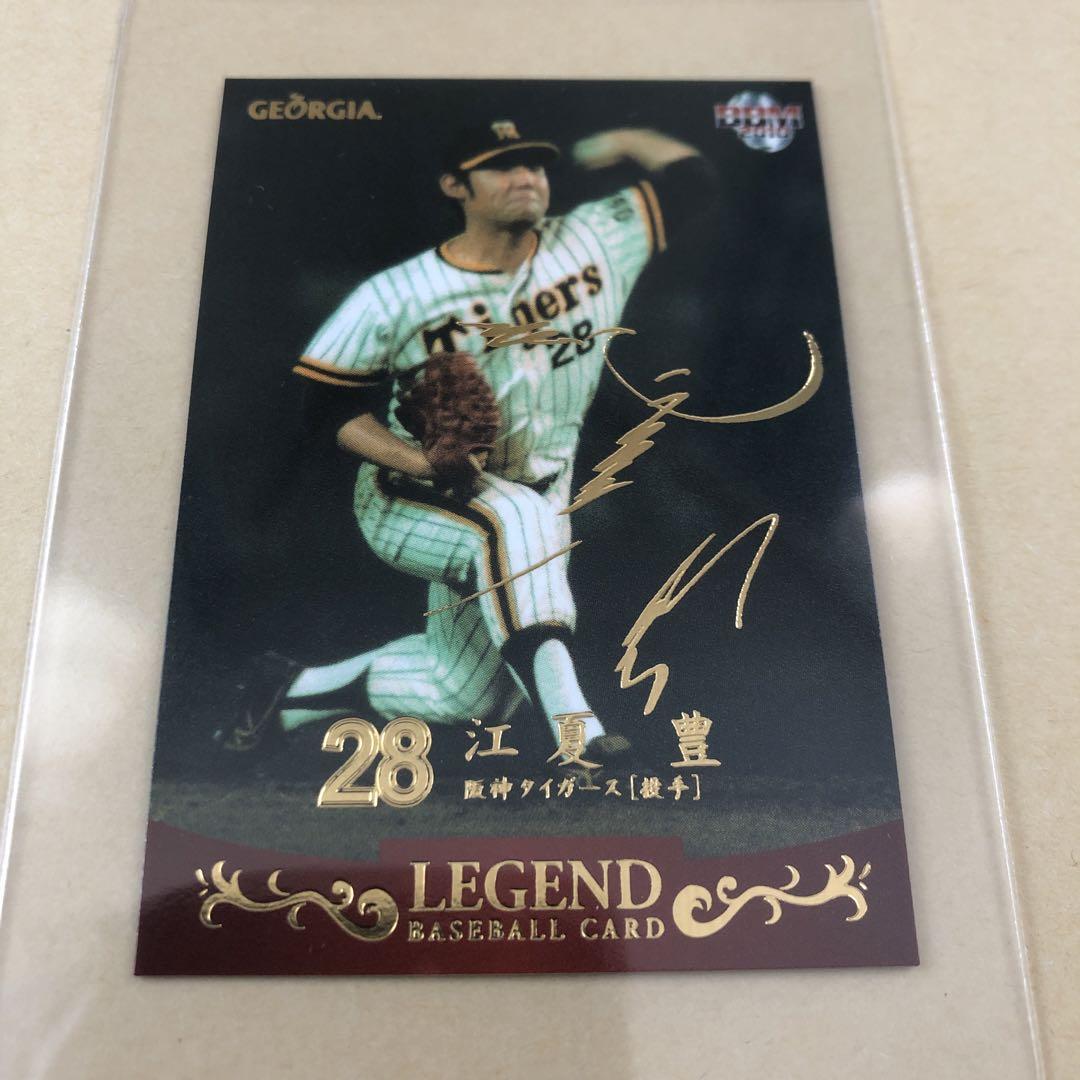 GEORGIA.
BBM
2010
Tigers
28
28 江夏 豊
阪神タイガース[投手]
LEGEND
BASEBALL CARD